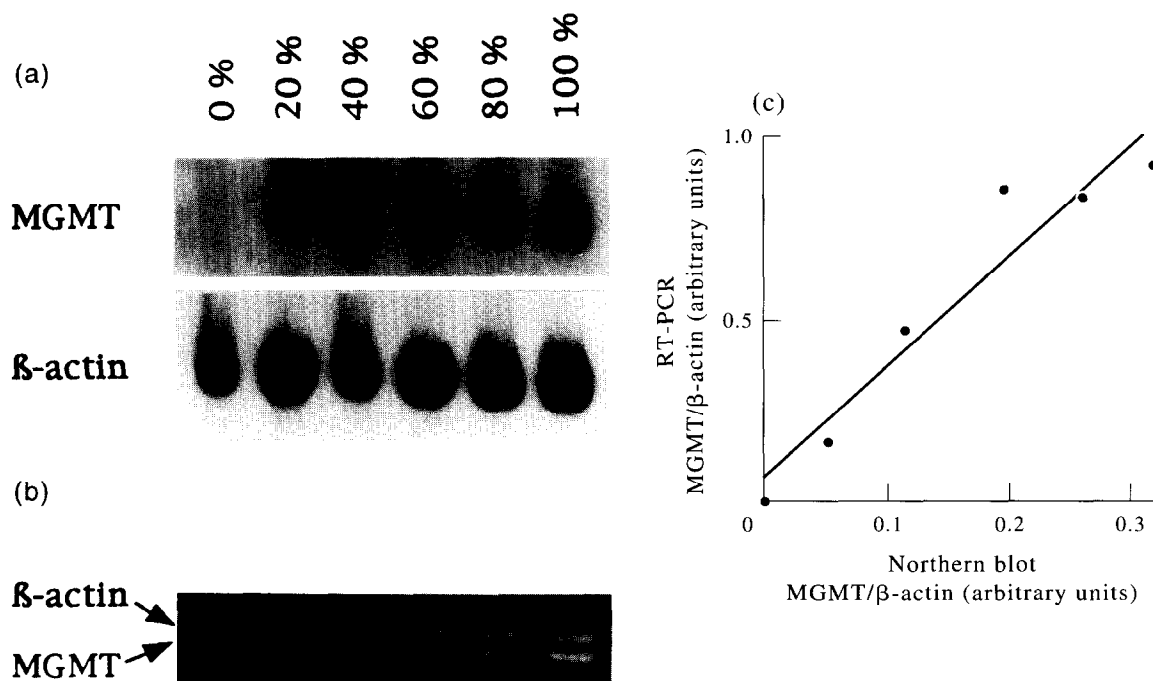 (a)
0 % 20 % 40 % 60 % 80 % 100 %
MGMT
ß-actin
(b)
ß-actin
MGMT
(c)
1.0
0.5
0
0.1
0.2
0.3
RT-PCR
MGMT/β-actin (arbitrary units)
Northern blot
MGMT/β-actin (arbitrary units)